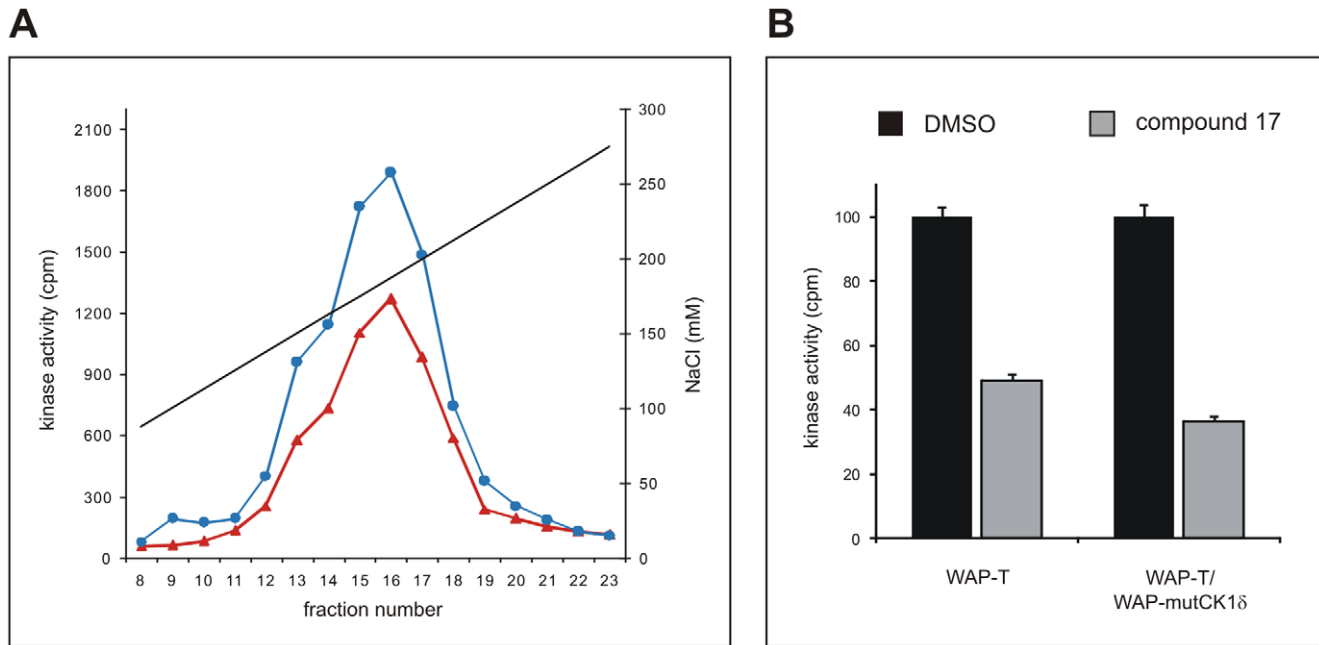 A
B
2100
1800
1500
1200
900
600
300
0
kinase activity (cpm)
300
250
200
150
100
50
0
NaCl (mM)
8 9 10 11 12 13 14 15 16 17 18 19 20 21 22 23
fraction number
DMSO
compound 17
100
80
60
40
20
0
kinase activity (cpm)
WAP-T
WAP-T/
WAP-mutCK1δ